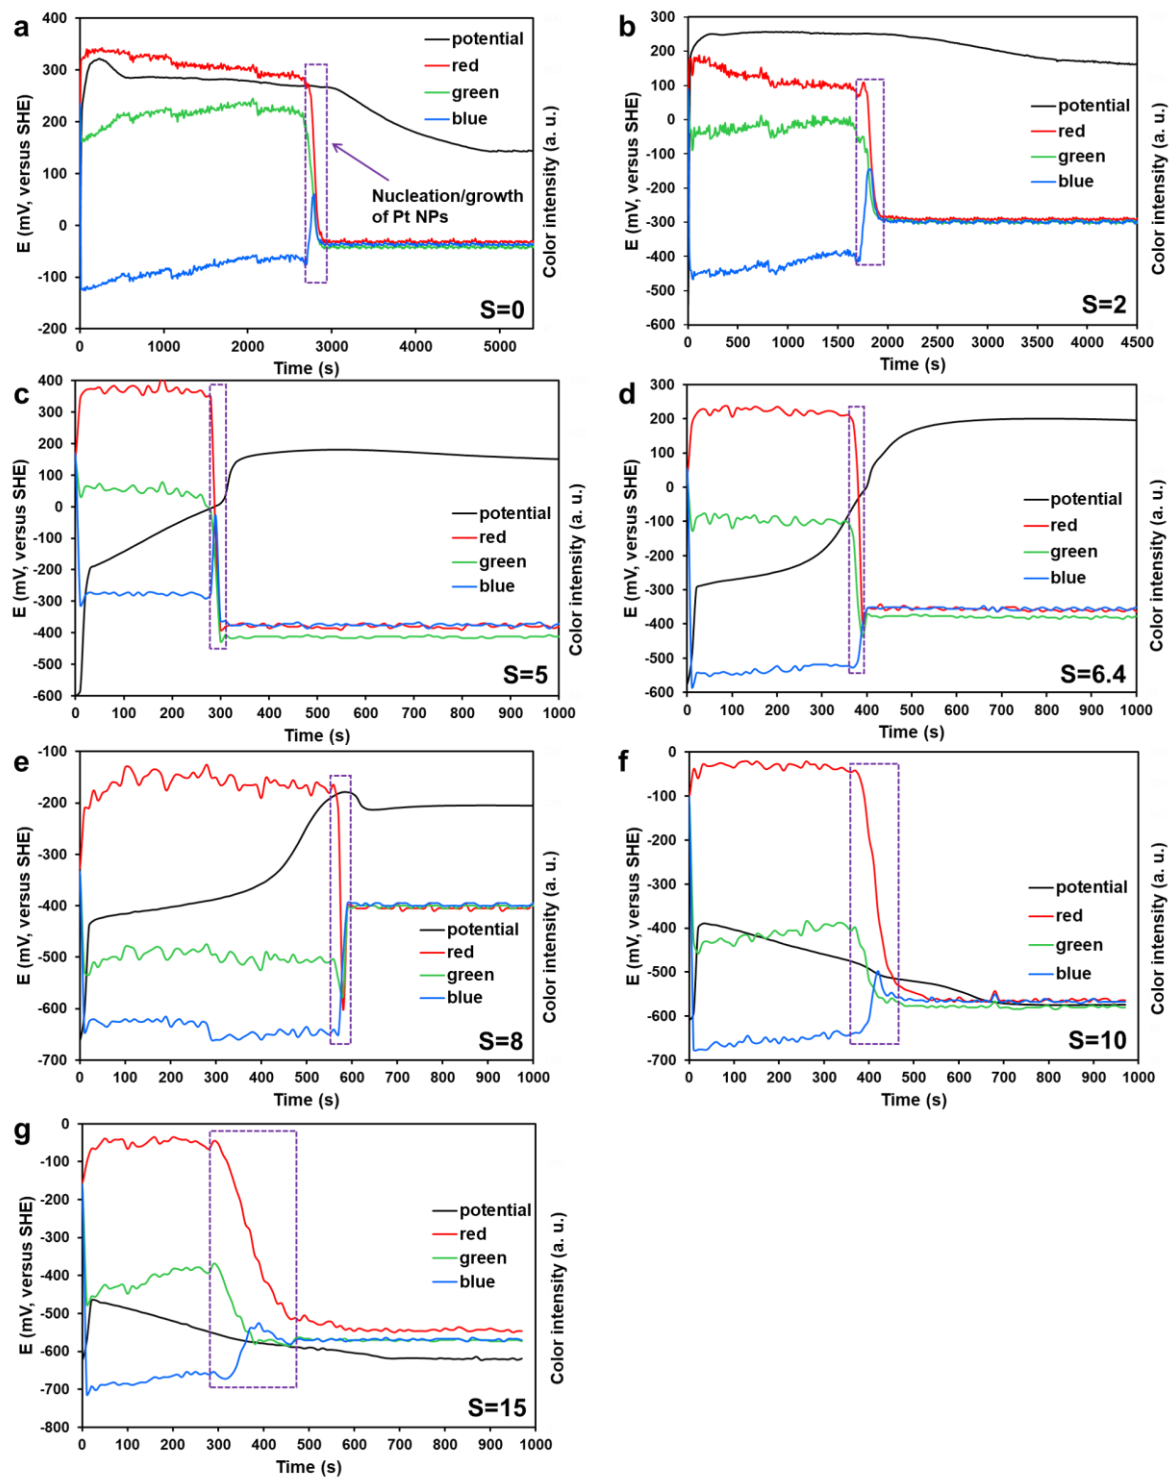 a
400
300
200
100
0
-100
-200
E (mV, versus SHE)
0 1000 2000 3000 4000 5000
Time (s)
Color intensity (a. u.)
potential
red
green
blue
Nucleation/growth
of Pt NPs
S=0
b
300
200
100
0
-100
-200
-300
-400
-500
-600
E (mV, versus SHE)
0 500 1000 1500 2000 2500 3000 3500 4000 4500
Time (s)
Color intensity (a. u.)
potential
red
green
blue
S=2
c
400
300
200
100
0
-100
-200
-300
-400
-500
-600
E (mV, versus SHE)
0 100 200 300 400 500 600 700 800 900 1000
Time (s)
Color intensity (a. u.)
potential
red
green
blue
S=5
d
300
200
100
0
-100
-200
-300
-400
-500
-600
E (mV, versus SHE)
0 100 200 300 400 500 600 700 800 900 1000
Time (s)
Color intensity (a. u.)
potential
red
green
blue
S=6.4
e
-100
-200
-300
-400
-500
-600
-700
E (mV, versus SHE)
0 100 200 300 400 500 600 700 800 900 1000
Time (s)
Color intensity (a. u.)
potential
red
green
blue
S=8
f
0
-100
-200
-300
-400
-500
-600
-700
E (mV, versus SHE)
0 100 200 300 400 500 600 700 800 900 1000
Time (s)
Color intensity (a. u.)
potential
red
green
blue
S=10
g
0
-100
-200
-300
-400
-500
-600
-700
-800
E (mV, versus SHE)
0 100 200 300 400 500 600 700 800 900 1000
Time (s)
Color intensity (a. u.)
potential
red
green
blue
S=15